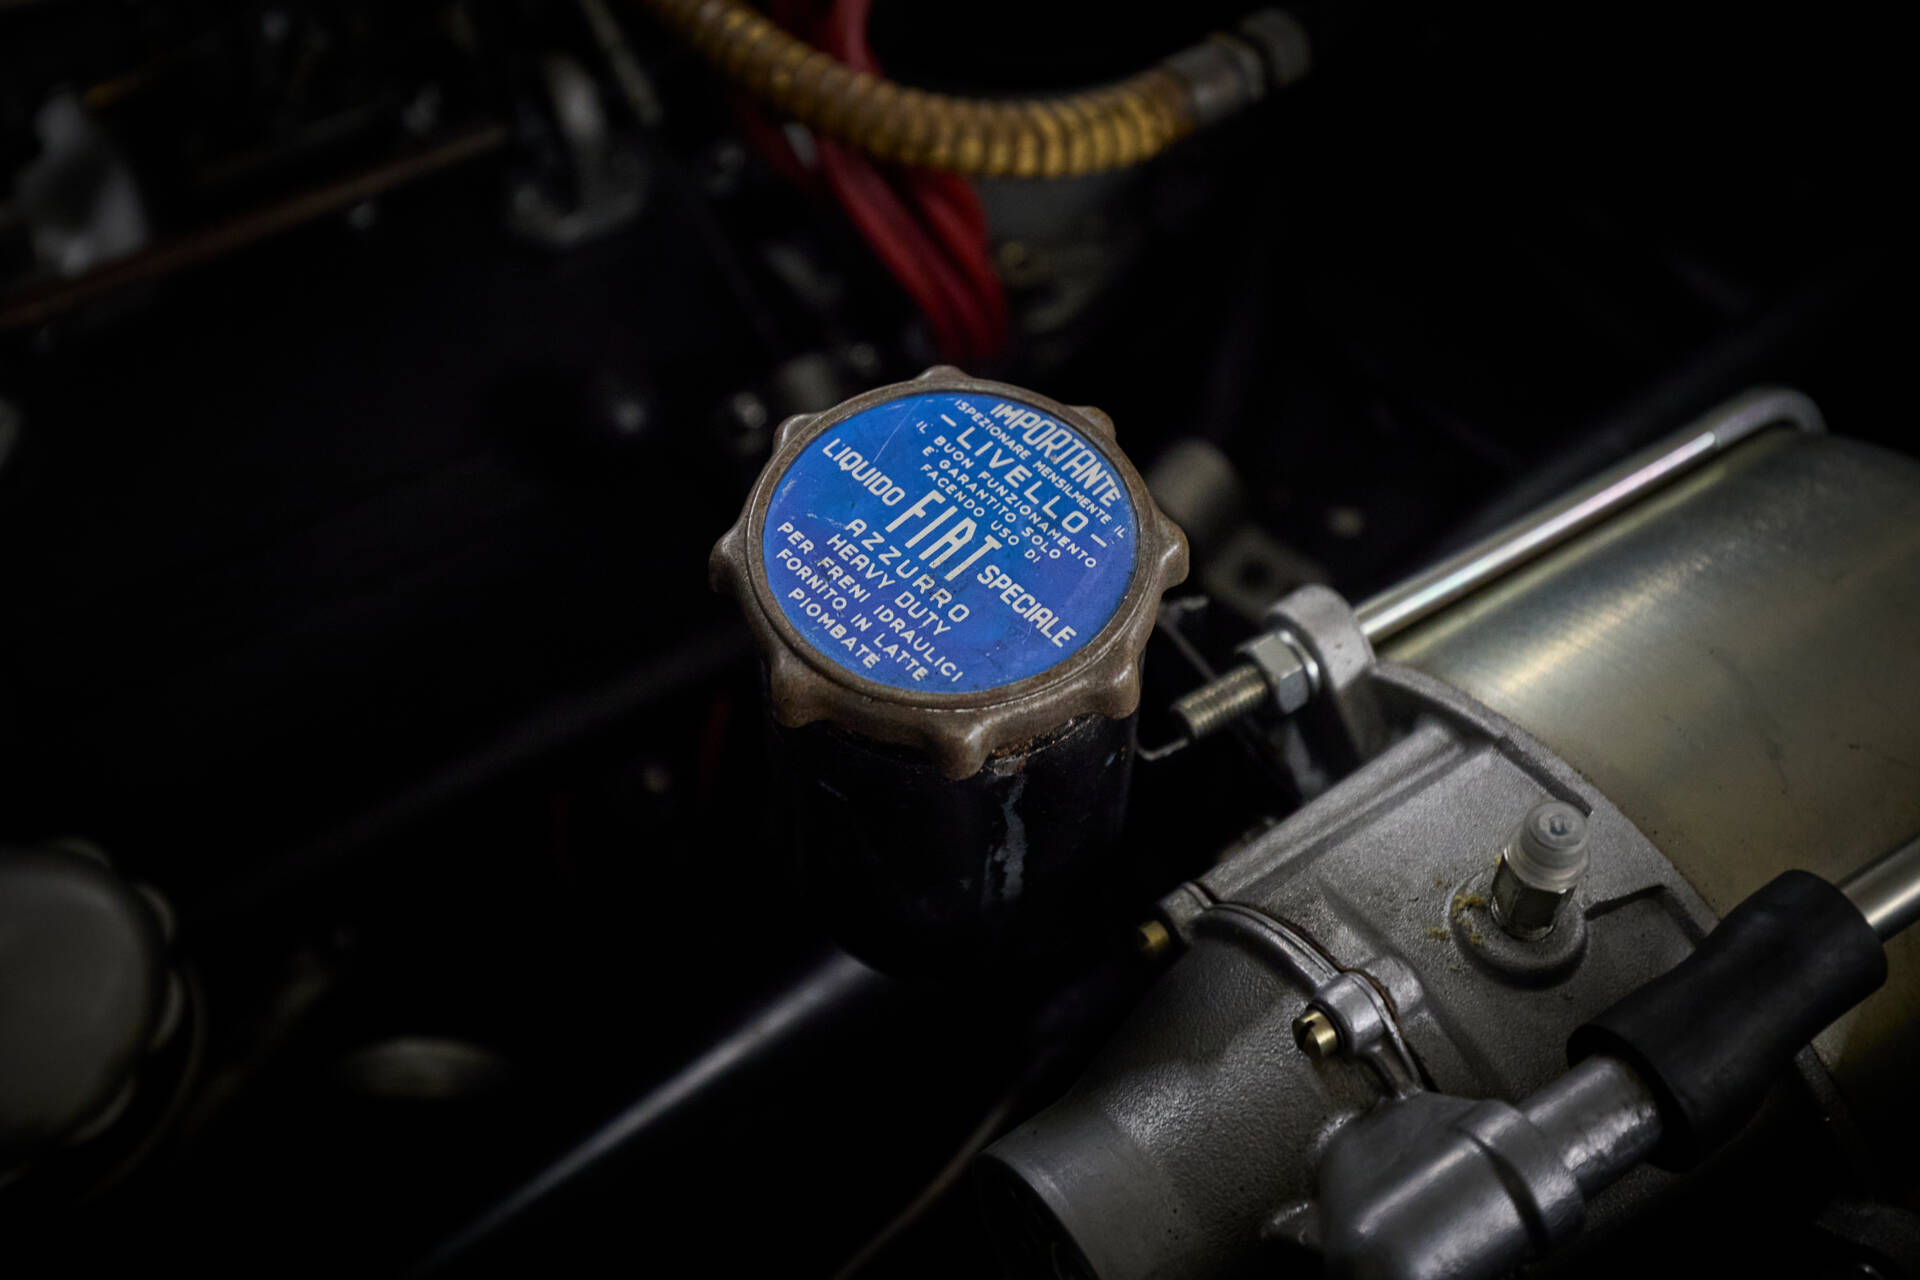 IMPORTANTE
ISPEZIONARE MENSILMENTE IL
- LIVELLO -
IL BUON FUNZIONAMENTO
E GARANTITO SOLO
FACENDO USO DI
LIQUIDO FIAT SPECIALE
AZZURRO
HEAVY DUTY
PER FRENI IDRAULICI
FORNITO IN LATTE
PIOMBATE